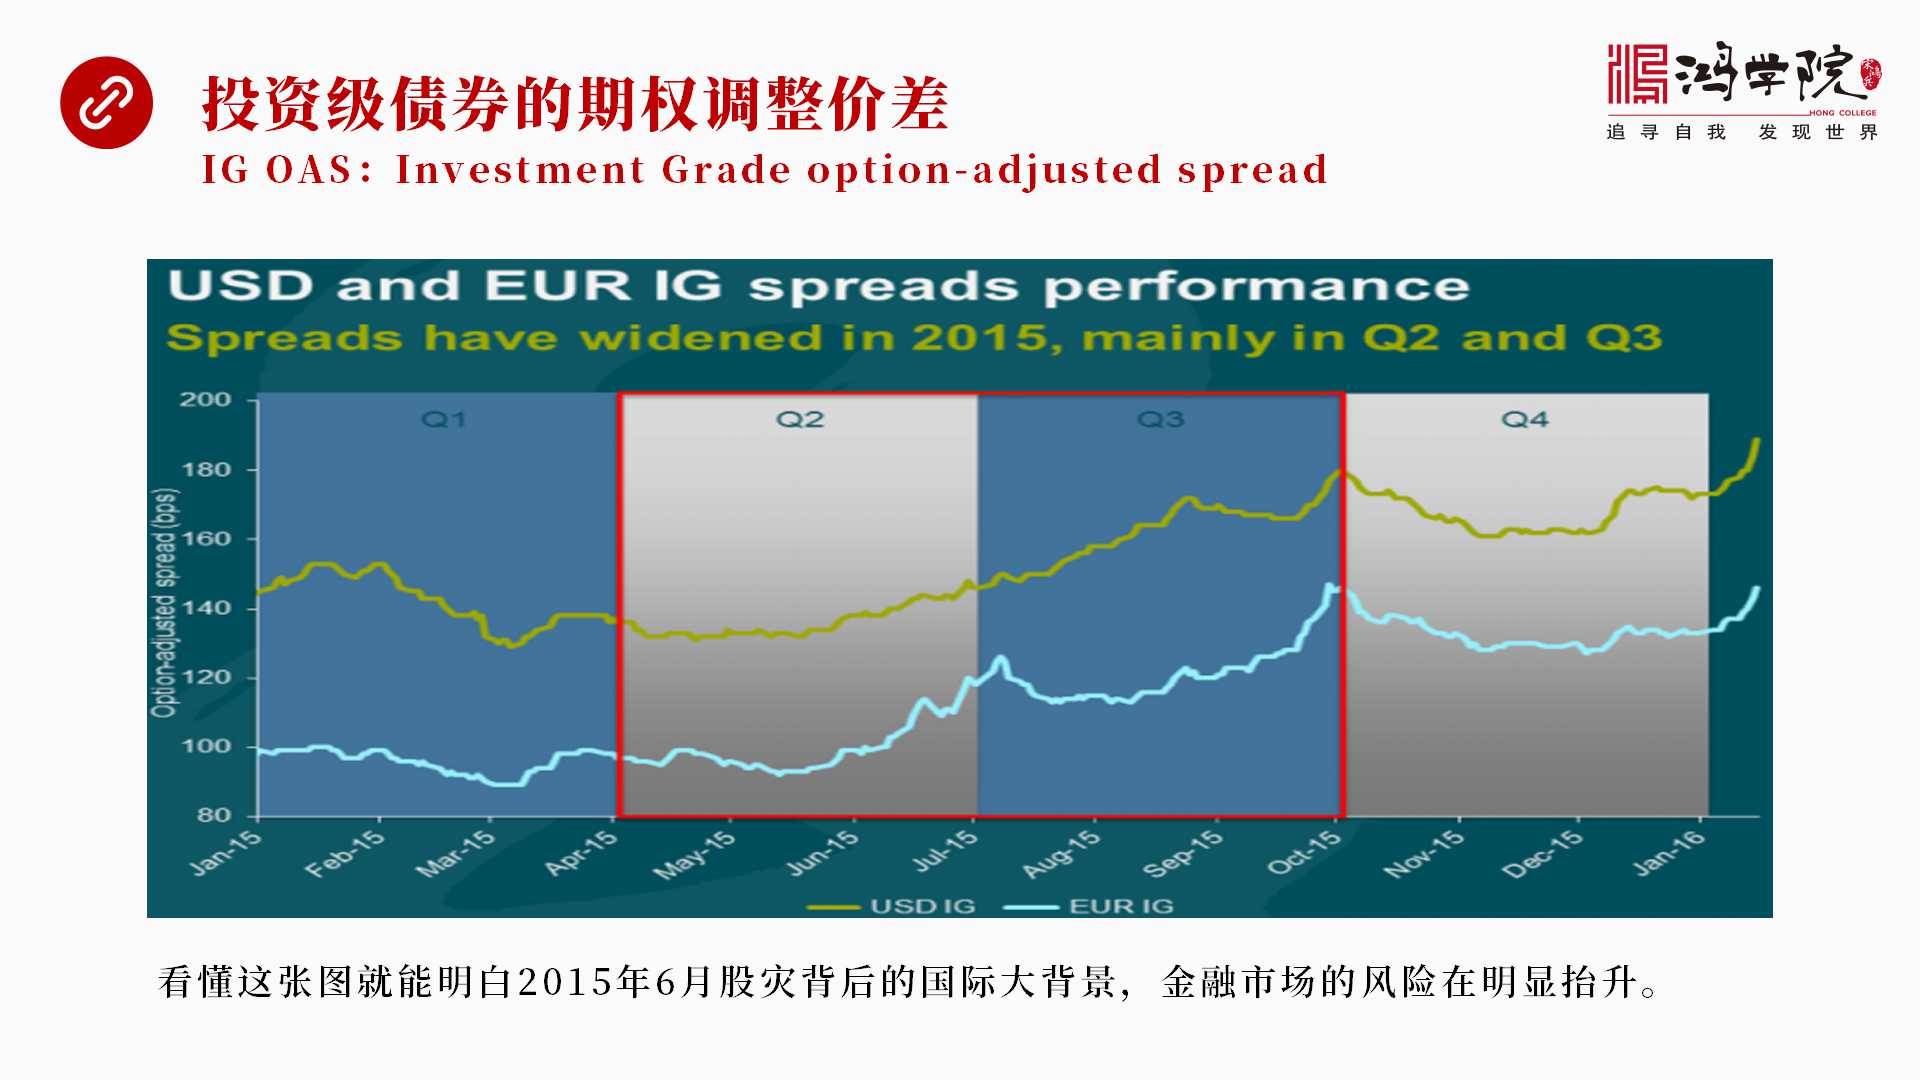 投资级债券的期权调整价差
IG OAS: Investment Grade option-adjusted spread
鸿学院
宋鸿兵
HONG COLLEGE
追寻自我 发现世界
USD and EUR IG spreads performance
Spreads have widened in 2015, mainly in Q2 and Q3
Option-adjusted spread (bps)
200
180
160
140
120
100
80
Q1
Q2
Q3
Q4
Jan-15
Feb-15
Mar-15
Apr-15
May-15
Jun-15
Jul-15
Aug-15
Sep-15
Oct-15
Nov-15
Dec-15
Jan-16
USD IG
EUR IG
看懂这张图就能明白2015年6月股灾背后的国际大背景，金融市场的风险在明显抬升。